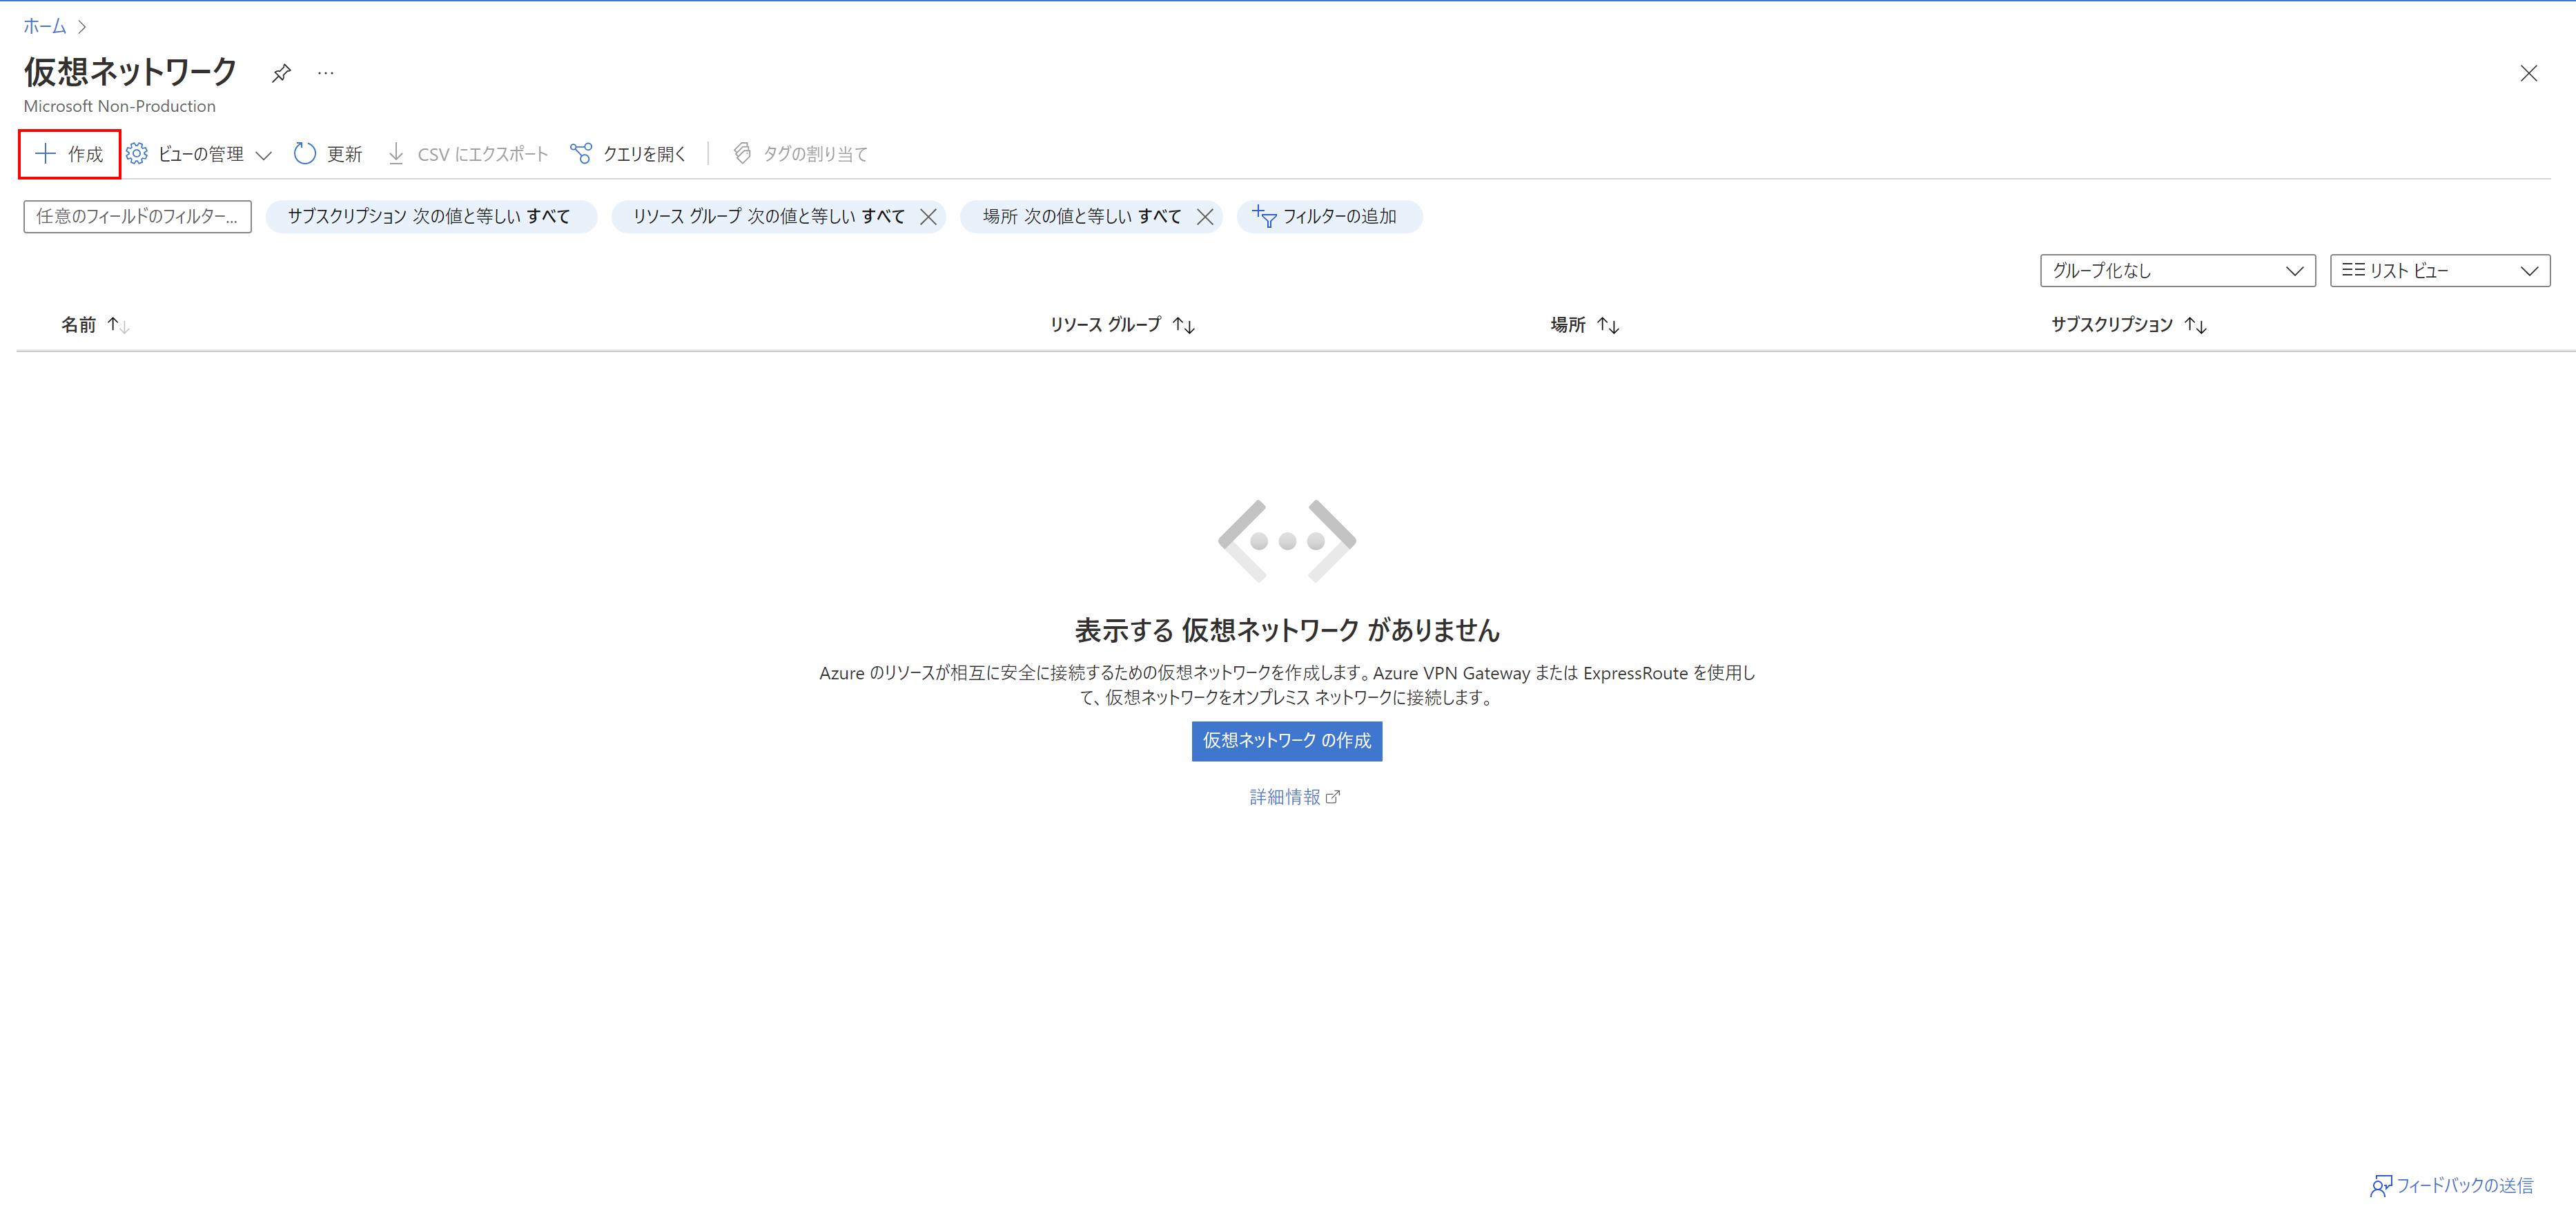 ホーム
仮想ネットワーク
Microsoft Non-Production
作成 ビューの管理 更新 CSV にエクスポート クエリを開く タグの割り当て
任意のフィールドのフィルター... サブスクリプション 次の値と等しい すべて リソース グループ 次の値と等しい すべて 場所 次の値と等しい すべて フィルターの追加
グループ化なし リスト ビュー
名前 リソース グループ 場所 サブスクリプション
表示する 仮想ネットワーク がありません
Azure のリソースが相互に安全に接続するための仮想ネットワークを作成します。Azure VPN Gateway または ExpressRoute を使用し
て、仮想ネットワークをオンプレミス ネットワークに接続します。
仮想ネットワーク の作成
詳細情報
フィードバックの送信